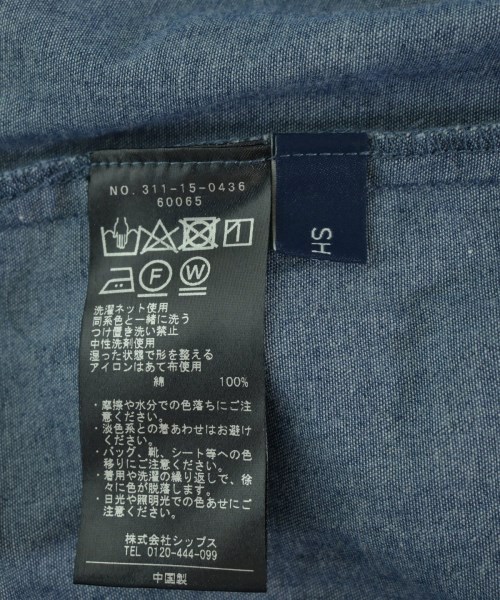 NO. 311-15-0436
60065
F
W
洗濯ネット使用
同系色と一緒に洗う
つけ置き洗い禁止
中性洗剤使用
湿った状態で形を整える
アイロンはあて布使用
綿 100%
・摩擦や水分での色落ちにご注
意ください。
・淡色系との着あわせはお避け
ください。
・バッグ、靴、シート等への色
移りにご注意ください。
・着用や洗濯の繰り返しで、徐
々に色が脱落します。
・日光や照明光での色あせにご
注意ください。
株式会社シップス
TEL 0120-444-099
中国製
SH